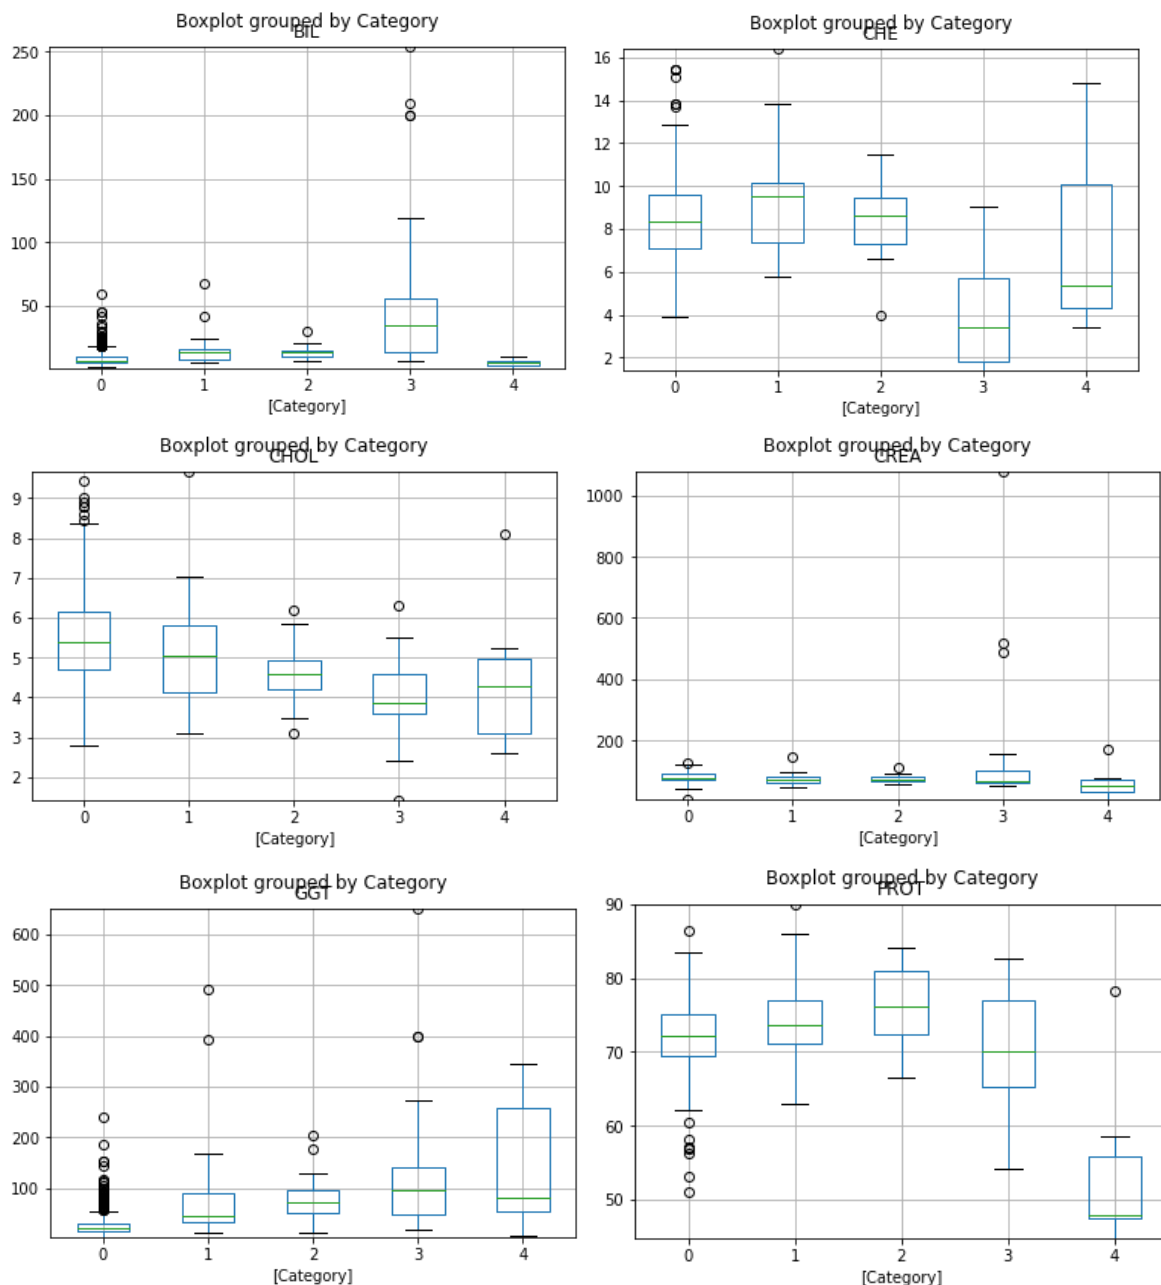 Boxplot grouped by Category
BIL
250
200
150
100
50
0 1 2 3 4
[Category]
Boxplot grouped by Category
CHE
16
14
12
10
8
6
4
2
0 1 2 3 4
[Category]
Boxplot grouped by Category
CHOL
9
8
7
6
5
4
3
2
0 1 2 3 4
[Category]
Boxplot grouped by Category
CREA
1000
800
600
400
200
0 1 2 3 4
[Category]
Boxplot grouped by Category
GGT
600
500
400
300
200
100
0 1 2 3 4
[Category]
Boxplot grouped by Category
PROT
90
80
70
60
50
0 1 2 3 4
[Category]